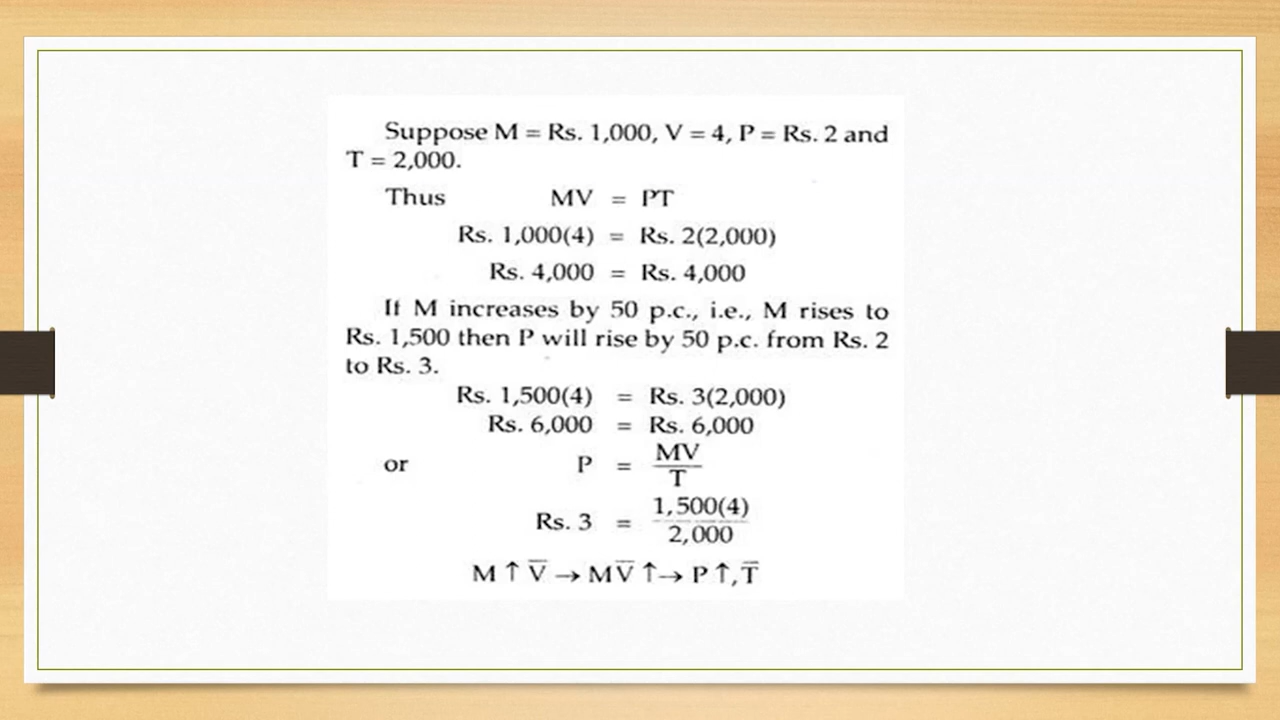 Suppose M = Rs. 1,000, V = 4, P = Rs. 2 and
T = 2,000.
Thus MV = PT
Rs. 1,000(4) = Rs. 2(2,000)
Rs. 4,000 = Rs. 4,000
If M increases by 50 p.c., i.e., M rises to
Rs. 1,500 then P will rise by 50 p.c. from Rs. 2
to Rs. 3.
Rs. 1,500(4) = Rs. 3(2,000)
Rs. 6,000 = Rs. 6,000
or P = MV/T
Rs. 3 = 1,500(4)/2,000
M ↑ V̅ → MV̅ ↑→ P ↑, T̅